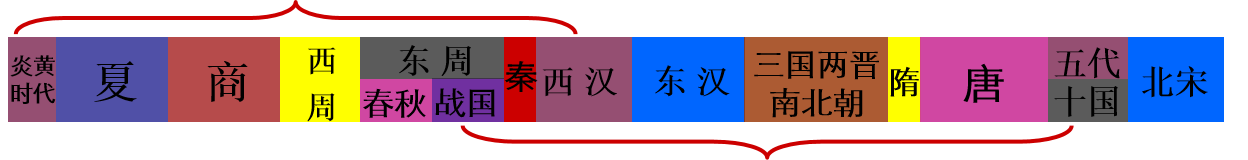 炎黄
时代
夏
商
西
周
东 周
春秋
战国
秦
西 汉
东 汉
三国两晋
南北朝
隋
唐
五代
十国
北宋